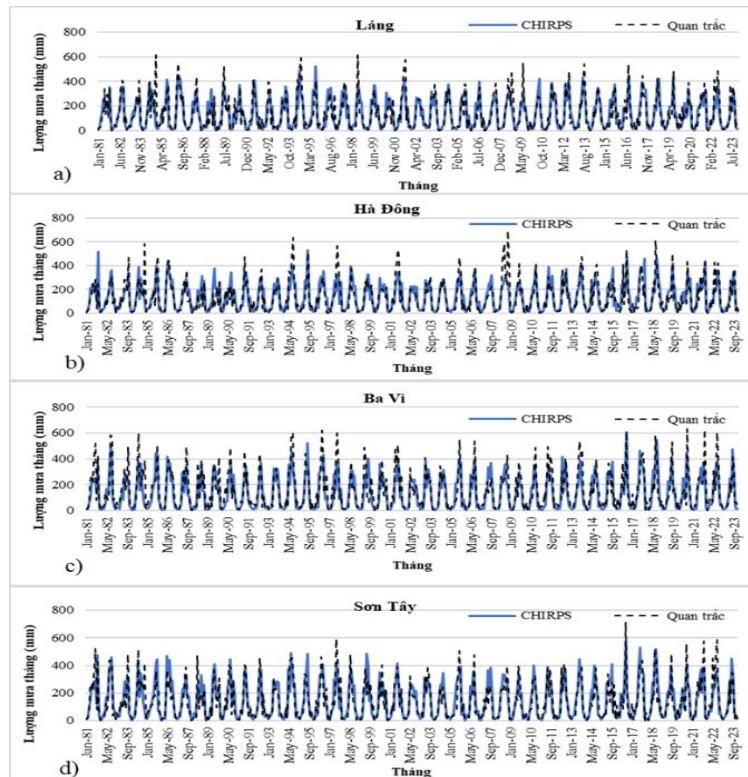 Láng
CHIRPS
Quan trắc
Lượng mưa tháng (mm)
800
600
400
200
0
Jan-81
Jun-82
Nov-83
Apr-85
Sep-86
Feb-88
Jul-89
Dec-90
May-92
Oct-93
Mar-95
Aug-96
Jan-98
Jun-99
Nov-00
Apr-02
Sep-03
Feb-05
Jul-06
Dec-07
May-09
Oct-10
Mar-12
Aug-13
Jan-15
Jun-16
Nov-17
Apr-19
Sep-20
Feb-22
Jul-23
a)
Tháng
Hà Đông
CHIRPS
Quan trắc
Lượng mưa tháng (mm)
800
600
400
200
0
Jan-81
May-82
Sep-83
Jan-85
May-86
Sep-87
Jan-89
May-90
Sep-91
Jan-93
May-94
Sep-95
Jan-97
May-98
Sep-99
Jan-01
May-02
Sep-03
Jan-05
May-06
Sep-07
Jan-09
May-10
Sep-11
Jan-13
May-14
Sep-15
Jan-17
May-18
Sep-19
Jan-21
May-22
Sep-23
b)
Tháng
Ba Vì
CHIRPS
Quan trắc
Lượng mưa tháng (mm)
800
600
400
200
0
Jan-81
May-82
Sep-83
Jan-85
May-86
Sep-87
Jan-89
May-90
Sep-91
Jan-93
May-94
Sep-95
Jan-97
May-98
Sep-99
Jan-01
May-02
Sep-03
Jan-05
May-06
Sep-07
Jan-09
May-10
Sep-11
Jan-13
May-14
Sep-15
Jan-17
May-18
Sep-19
Jan-21
May-22
Sep-23
c)
Tháng
Sơn Tây
CHIRPS
Quan trắc
Lượng mưa tháng (mm)
800
600
400
200
0
Jan-81
May-82
Sep-83
Jan-85
May-86
Sep-87
Jan-89
May-90
Sep-91
Jan-93
May-94
Sep-95
Jan-97
May-98
Sep-99
Jan-01
May-02
Sep-03
Jan-05
May-06
Sep-07
Jan-09
May-10
Sep-11
Jan-13
May-14
Sep-15
Jan-17
May-18
Sep-19
Jan-21
May-22
Sep-23
d)
Tháng